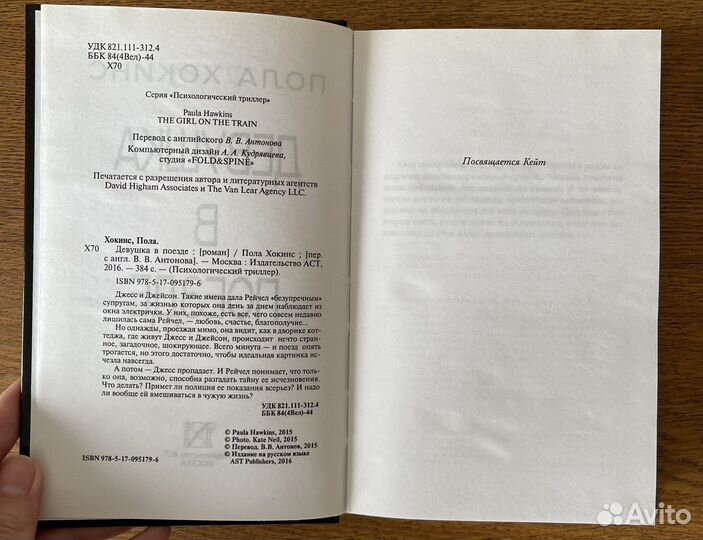 УДК 821.111-312.4
ББК 84(4Вел)-44
Х70
Серия «Психологический триллер»
Paula Hawkins
THE GIRL ON THE TRAIN
Перевод с английского В. В. Антонова
Компьютерный дизайн А. А. Кудрявцева,
студия «FOLD&SPINE»
Печатается с разрешения автора и литературных агентств
David Higham Associates и The Van Lear Agency LLC.
Хокинс, Пола.
Х70 Девушка в поезде : [роман] / Пола Хокинс ; [пер.
с англ. В. В. Антонова]. — Москва : Издательство АСТ,
2016. — 384 с. — (Психологический триллер).
ISBN 978-5-17-095179-6
Джесс и Джейсон. Такие имена дала Рейчел «безупречным»
супругам, за жизнью которых она день за днем наблюдает из
окна электрички. У них, похоже, есть все, чего совсем недавно
лишилась сама Рейчел, — любовь, счастье, благополучие...
Но однажды, проезжая мимо, она видит, как в дворике кот-
теджа, где живут Джесс и Джейсон, происходит нечто стран-
ное, загадочное, шокирующее. Всего минута — и поезд опять
трогается, но этого достаточно, чтобы идеальная картинка ис-
чезла навсегда.
А потом — Джесс пропадает. И Рейчел понимает, что толь-
ко она, возможно, способна разгадать тайну ее исчезновения.
Что делать? Примет ли полиция ее показания всерьез? И надо
ли вообще ей вмешиваться в чужую жизнь?
УДК 821.111-312.4
ББК 84(4Вел)-44
© Paula Hawkins, 2015
© Photo. Kate Neil, 2015
© Перевод. В.В. Антонов, 2015
© Издание на русском языке
AST Publishers, 2016
ISBN 978-5-17-095179-6
Посвящается Кейт
Avito